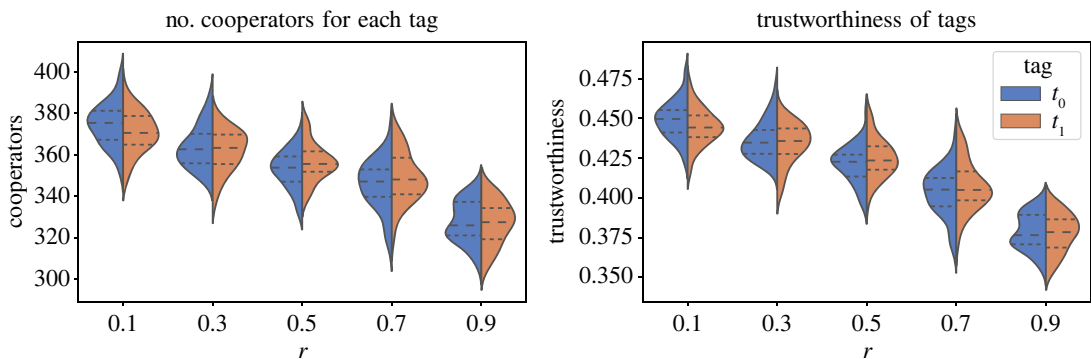 no. cooperators for each tag
cooperators
400
380
360
340
320
300
0.1 0.3 0.5 0.7 0.9
r
trustworthiness of tags
trustworthiness
0.475
0.450
0.425
0.400
0.375
0.350
0.1 0.3 0.5 0.7 0.9
r
tag
t0
t1